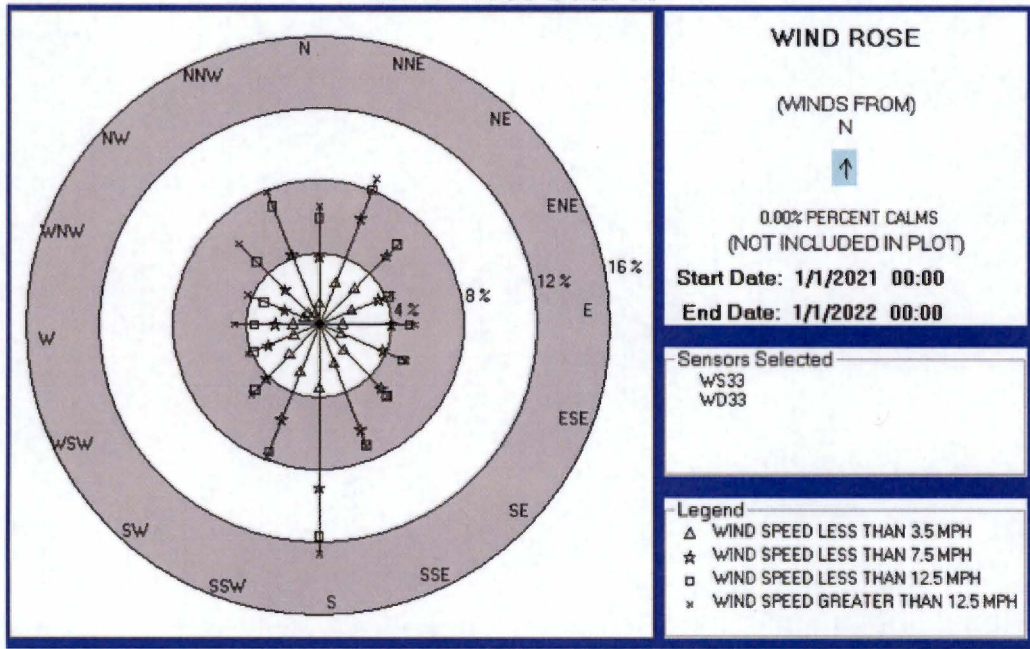 N
NNE
NE
ENE
E
ESE
SE
SSE
S
SSW
SW
WSW
W
WNW
NW
NNW
4 %
8 %
12 %
16 %
WIND ROSE
(WINDS FROM)
N
0.00% PERCENT CALMS
(NOT INCLUDED IN PLOT)
Start Date: 1/1/2021 00:00
End Date: 1/1/2022 00:00
Sensors Selected
WS33
WD33
Legend
WIND SPEED LESS THAN 3.5 MPH
WIND SPEED LESS THAN 7.5 MPH
WIND SPEED LESS THAN 12.5 MPH
WIND SPEED GREATER THAN 12.5 MPH